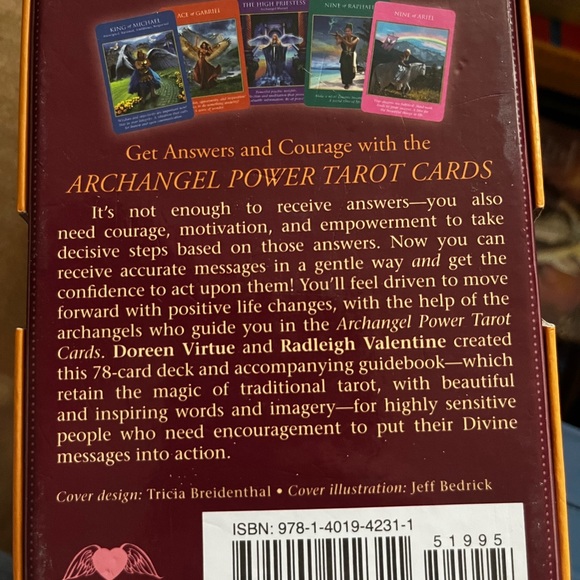 KING of MICHAEL
ACE of GABRIEL
THE HIGH PRIESTESS
NINE of RAZIEL
NINE of ARIEL
Get Answers and Courage with the
ARCHANGEL POWER TAROT CARDS
It's not enough to receive answers—you also
need courage, motivation, and empowerment to take
decisive steps based on those answers. Now you can
receive accurate messages in a gentle way and get the
confidence to act upon them! You'll feel driven to move
forward with positive life changes, with the help of the
archangels who guide you in the Archangel Power Tarot
Cards. Doreen Virtue and Radleigh Valentine created
this 78-card deck and accompanying guidebook—which
retain the magic of traditional tarot, with beautiful
and inspiring words and imagery—for highly sensitive
people who need encouragement to put their Divine
messages into action.
Cover design: Tricia Breidenthal • Cover illustration: Jeff Bedrick
ISBN: 978-1-4019-4231-1
51995